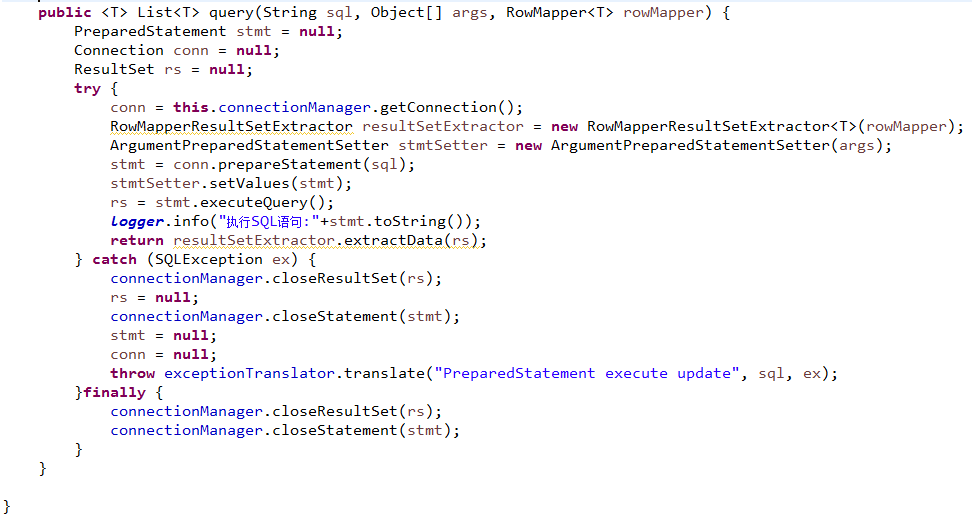 public <T> List<T> query(String sql, Object[] args, RowMapper<T> rowMapper) {
PreparedStatement stmt = null;
Connection conn = null;
ResultSet rs = null;
try {
conn = this.connectionManager.getConnection();
RowMapperResultSetExtractor resultSetExtractor = new RowMapperResultSetExtractor<T>(rowMapper);
ArgumentPreparedStatementSetter stmtSetter = new ArgumentPreparedStatementSetter(args);
stmt = conn.prepareStatement(sql);
stmtSetter.setValues(stmt);
rs = stmt.executeQuery();
logger.info("执行SQL语句:"+stmt.toString());
return resultSetExtractor.extractData(rs);
} catch (SQLException ex) {
connectionManager.closeResultSet(rs);
rs = null;
connectionManager.closeStatement(stmt);
stmt = null;
conn = null;
throw exceptionTranslator.translate("PreparedStatement execute update", sql, ex);
}finally {
connectionManager.closeResultSet(rs);
connectionManager.closeStatement(stmt);
}
}
}